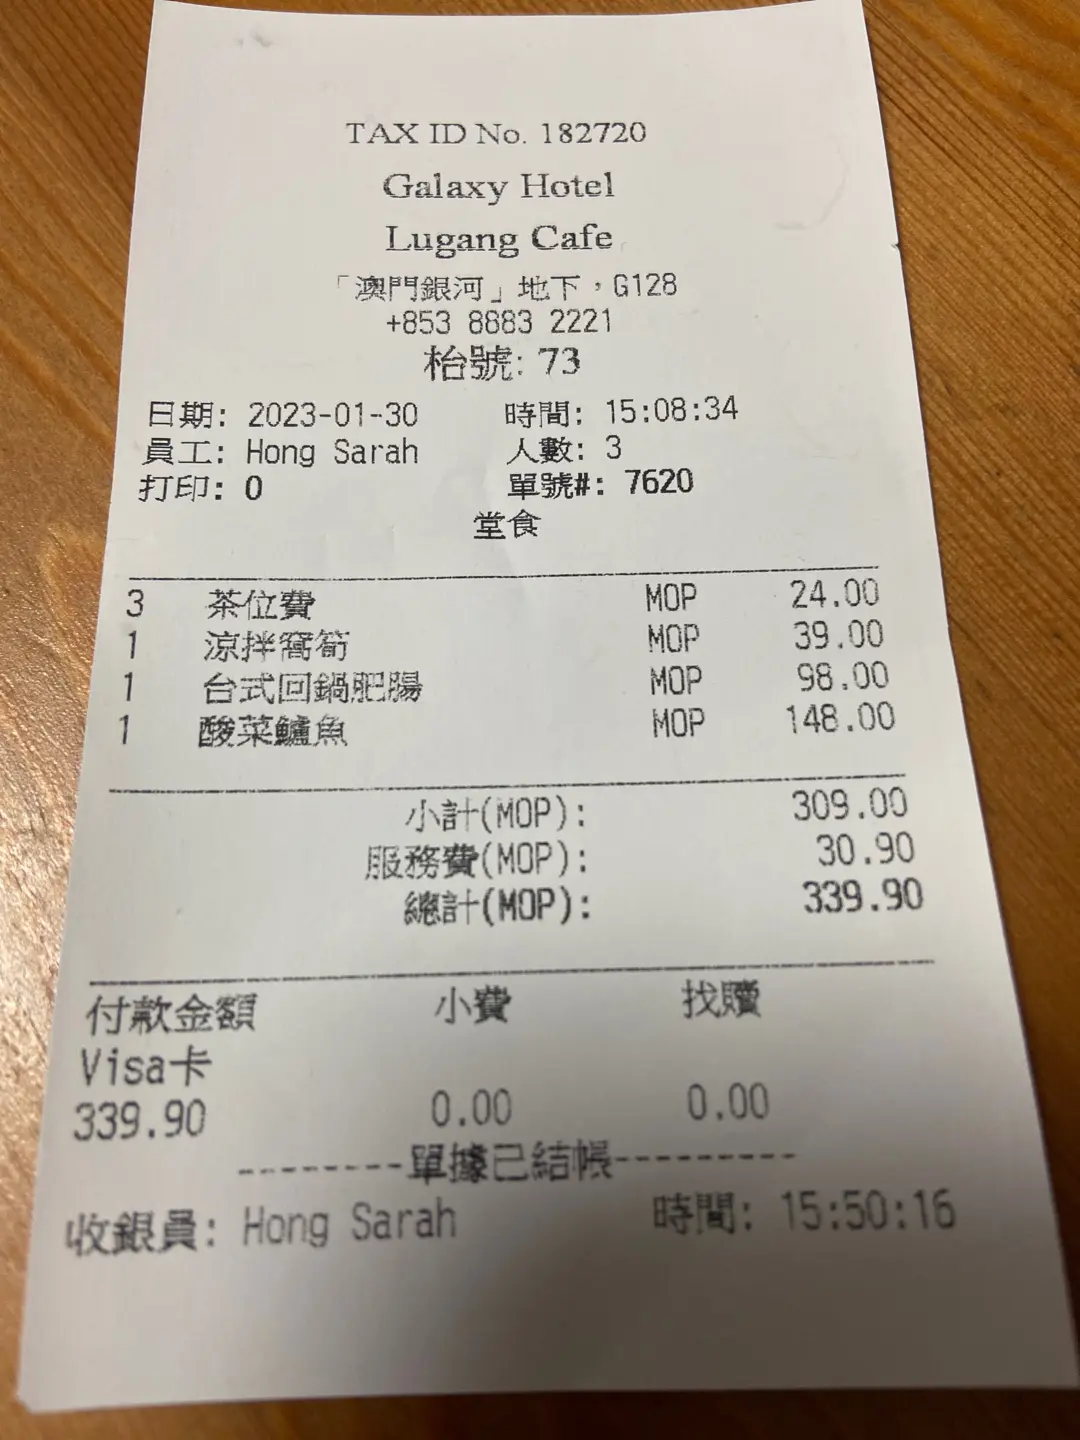 TAX ID No. 182720
Galaxy Hotel
Lugang Cafe
「澳門銀河」地下，G128
+853 8883 2221
枱號: 73
日期: 2023-01-30 時間: 15:08:34
員工: Hong Sarah 人數: 3
打印: 0 單號#: 7620
堂食
3 茶位費 MOP 24.00
1 涼拌窩筍 MOP 39.00
1 台式回鍋肥腸 MOP 98.00
1 酸菜鱸魚 MOP 148.00
小計(MOP): 309.00
服務費(MOP): 30.90
總計(MOP): 339.90
付款金額 小費 找贖
Visa卡
339.90 0.00 0.00
--------單據已結帳---------
收銀員: Hong Sarah 時間: 15:50:16